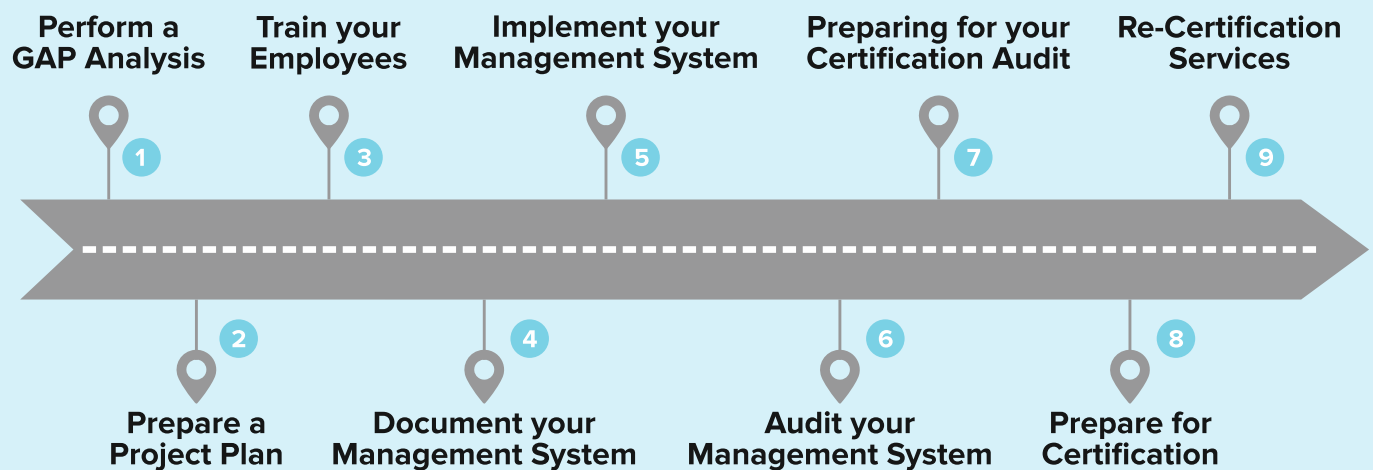 Perform a
GAP Analysis
1
Prepare a
Project Plan
2
Train your
Employees
3
Document your
Management System
4
Implement your
Management System
5
Audit your
Management System
6
Preparing for your
Certification Audit
7
Prepare for
Certification
8
Re-Certification
Services
9